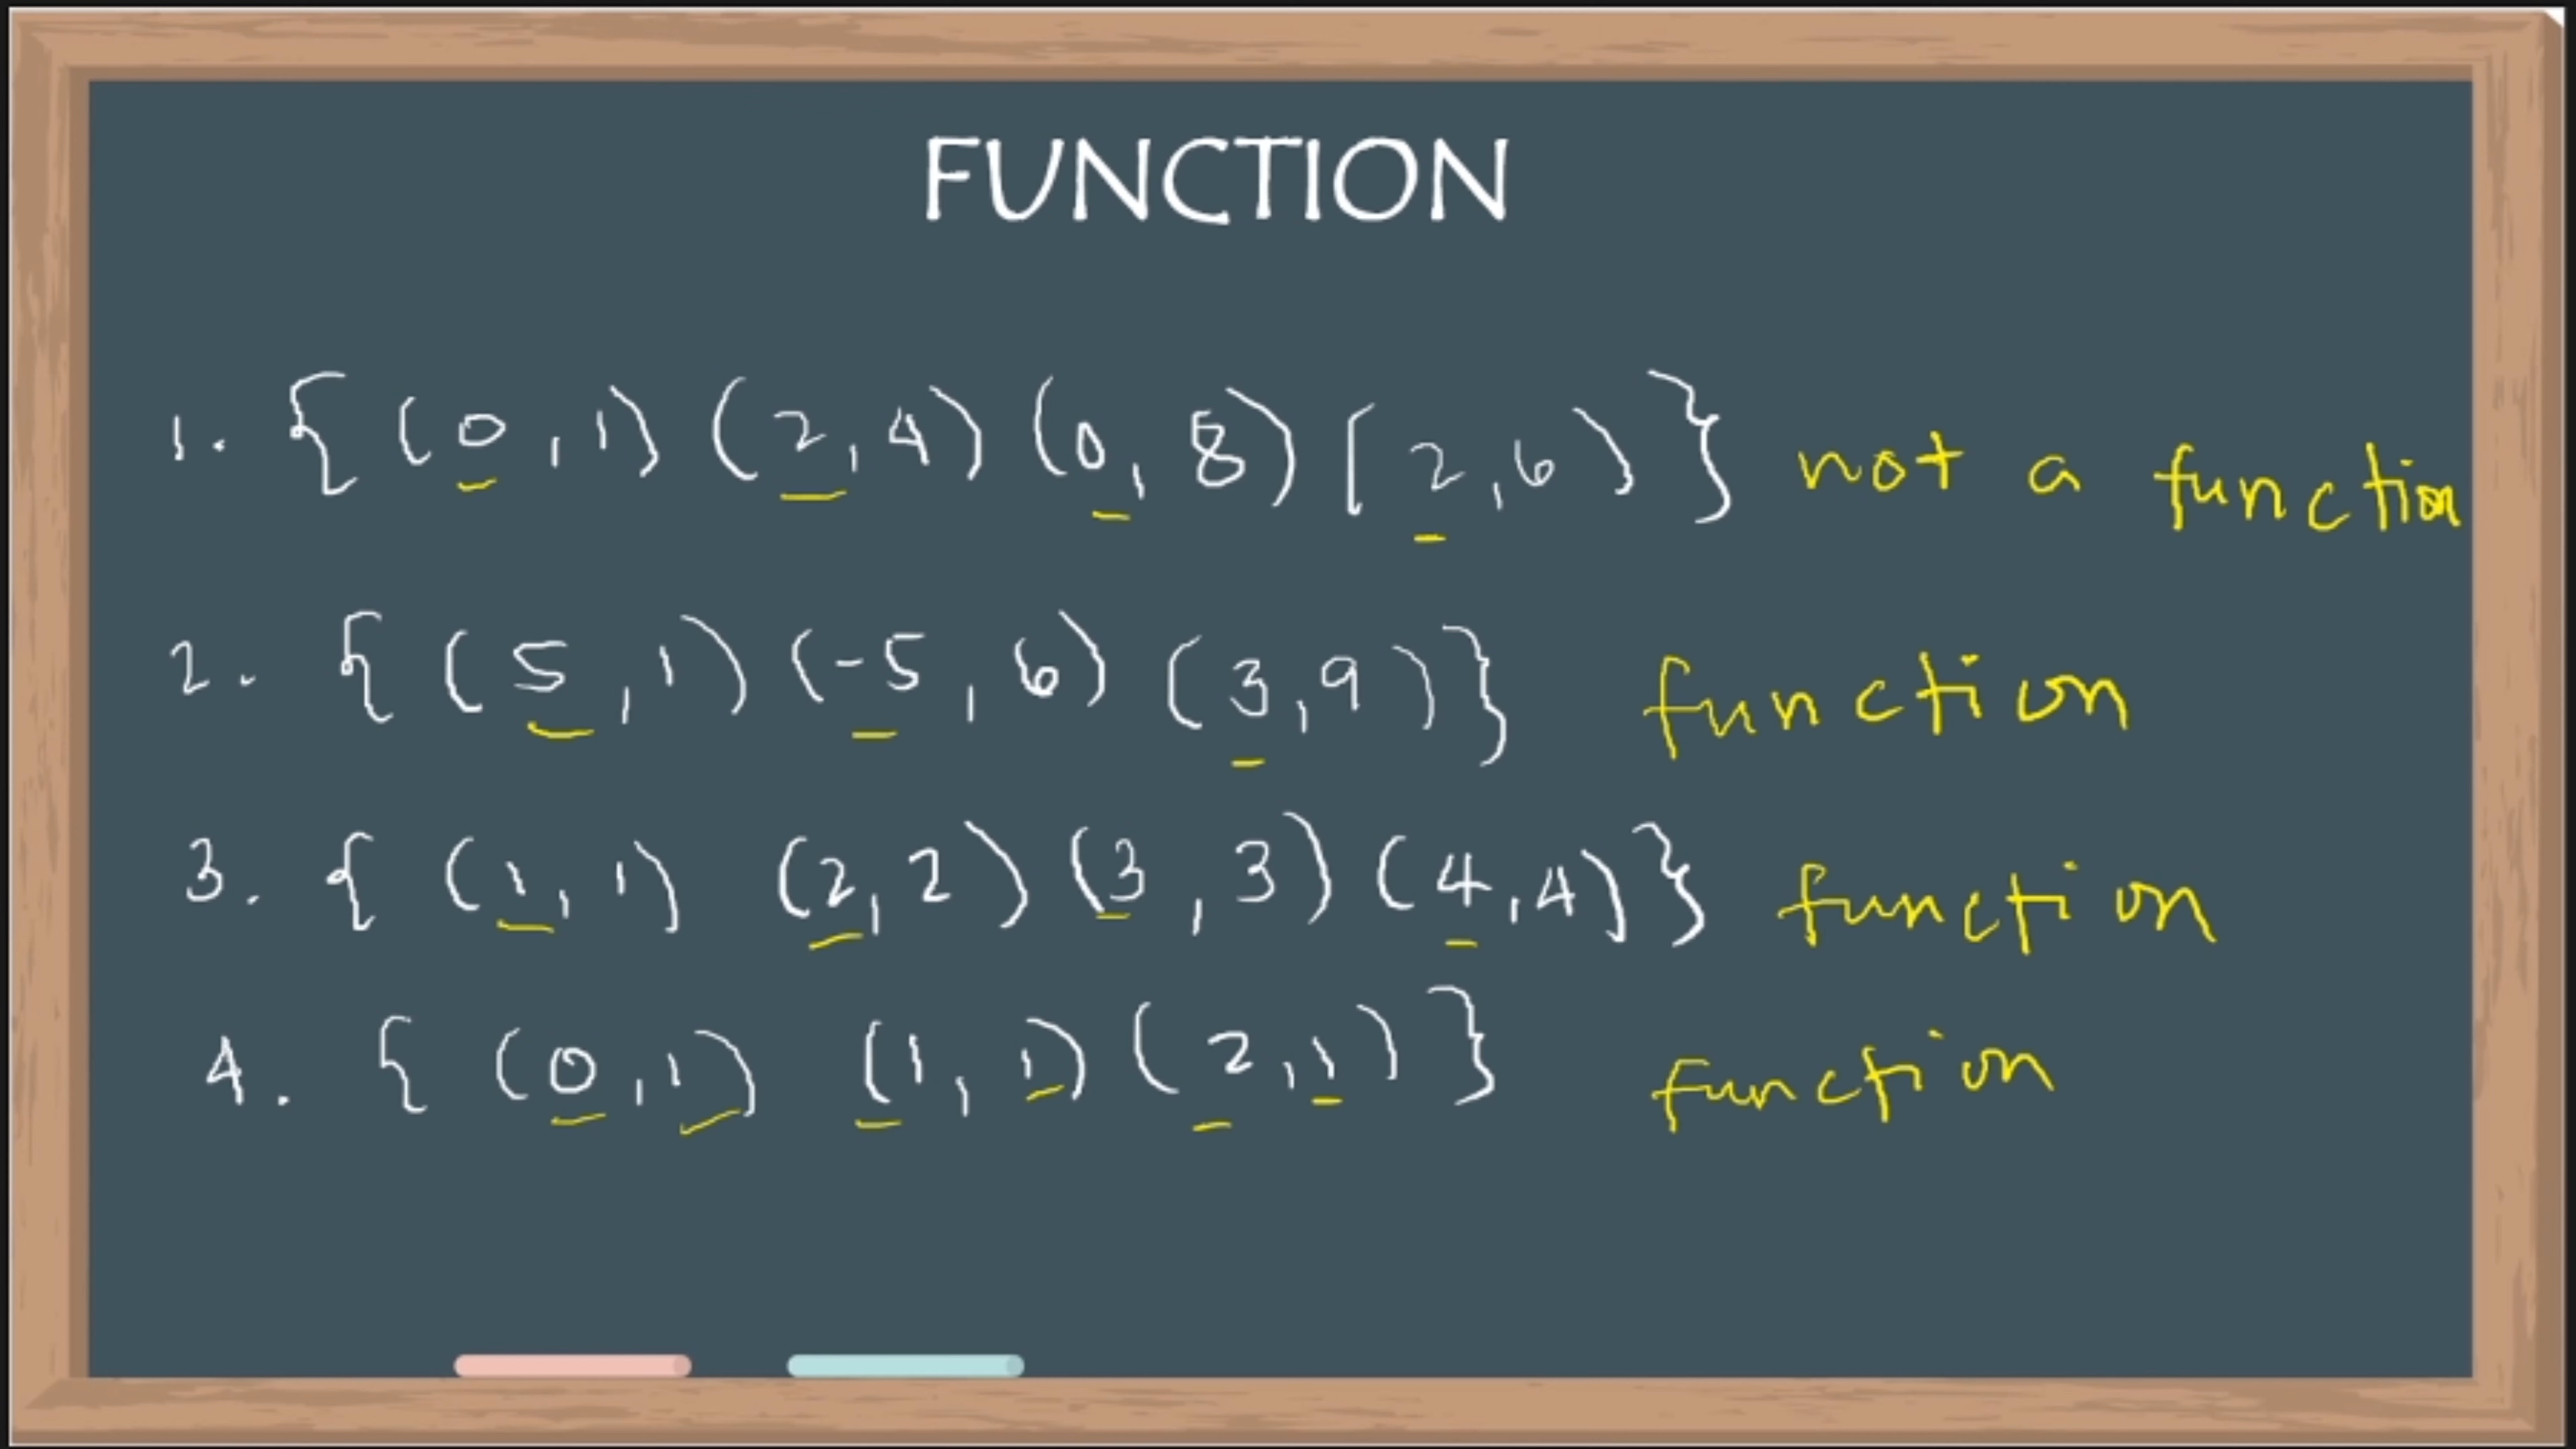 FUNCTION
1. {(0,1) (2,4) (0,8) [2,6)} not a function
2. {(5,1) (-5,6) (3,9)} function
3. {(1,1) (2,2) (3,3) (4,4)} function
4. {(0,1) (1,1) (2,1)} function